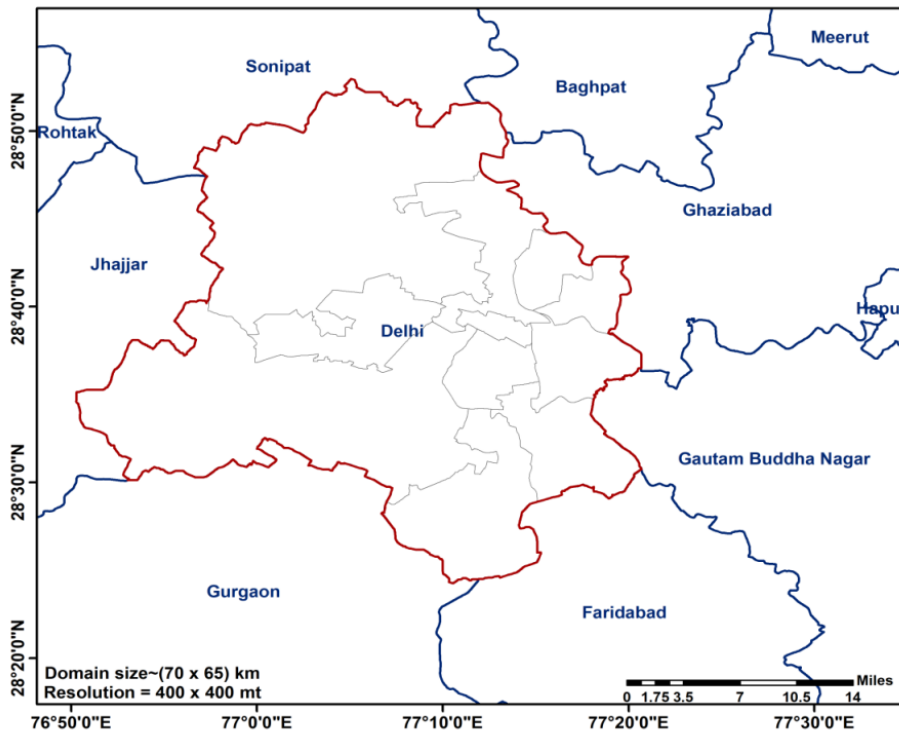 Meerut
Sonipat
Baghpat
Rohtak
Ghaziabad
Jhajjar
Hapu
Delhi
Gautam Buddha Nagar
Gurgaon
Faridabad
Domain size~(70 x 65) km
Resolution = 400 x 400 mt
Miles
0 1.75 3.5 7 10.5 14
28°50'0"N
28°40'0"N
28°30'0"N
28°20'0"N
76°50'0"E 77°0'0"E 77°10'0"E 77°20'0"E 77°30'0"E